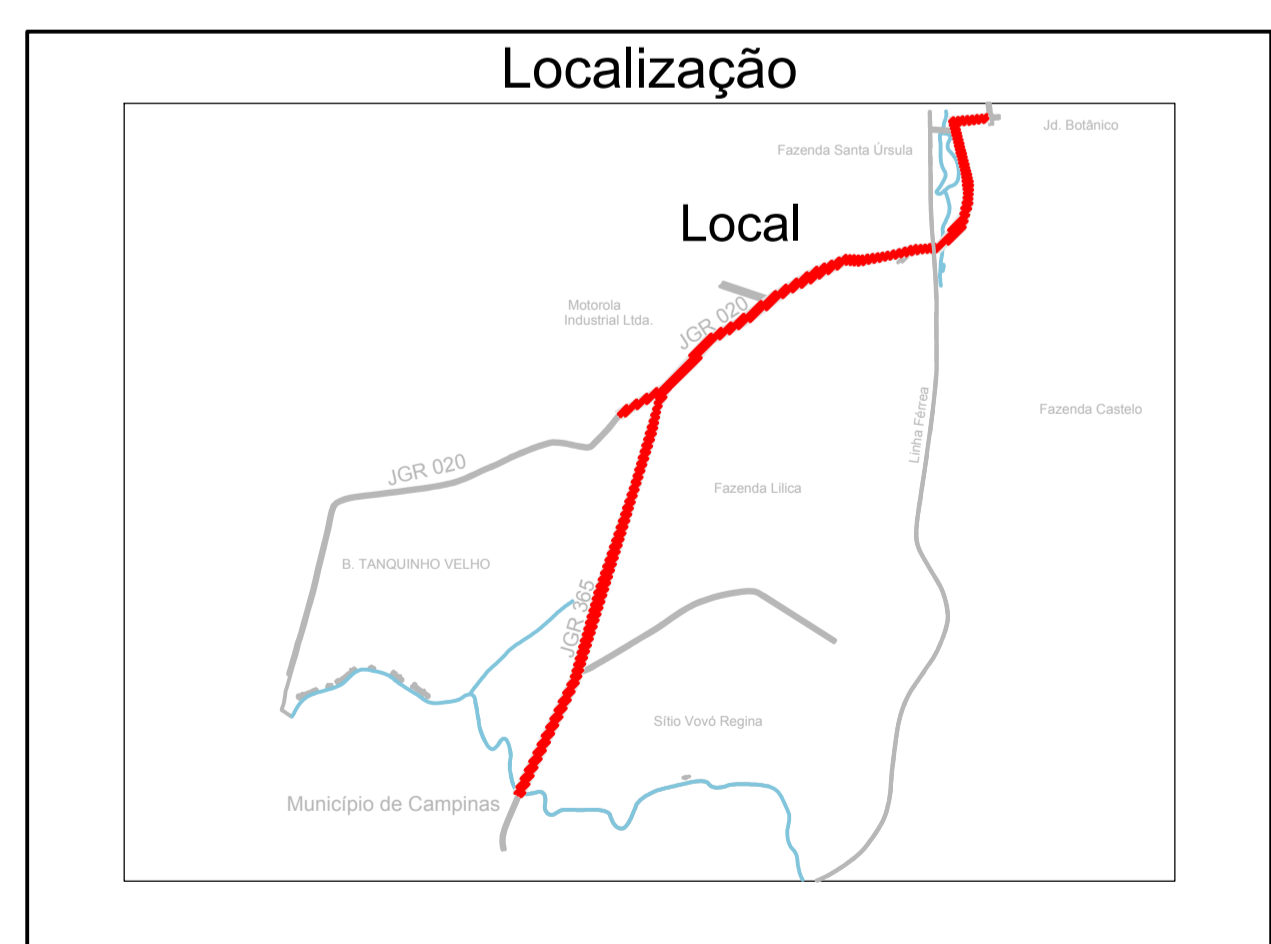 Localização
Jd. Botânico
Fazenda Santa Úrsula
Local
Motorola
Industrial Ltda.
JGR 020
Linha Férrea
Fazenda Castelo
JGR 020
Fazenda Lilica
B. TANQUINHO VELHO
JGR 365
Sítio Vovó Regina
Município de Campinas